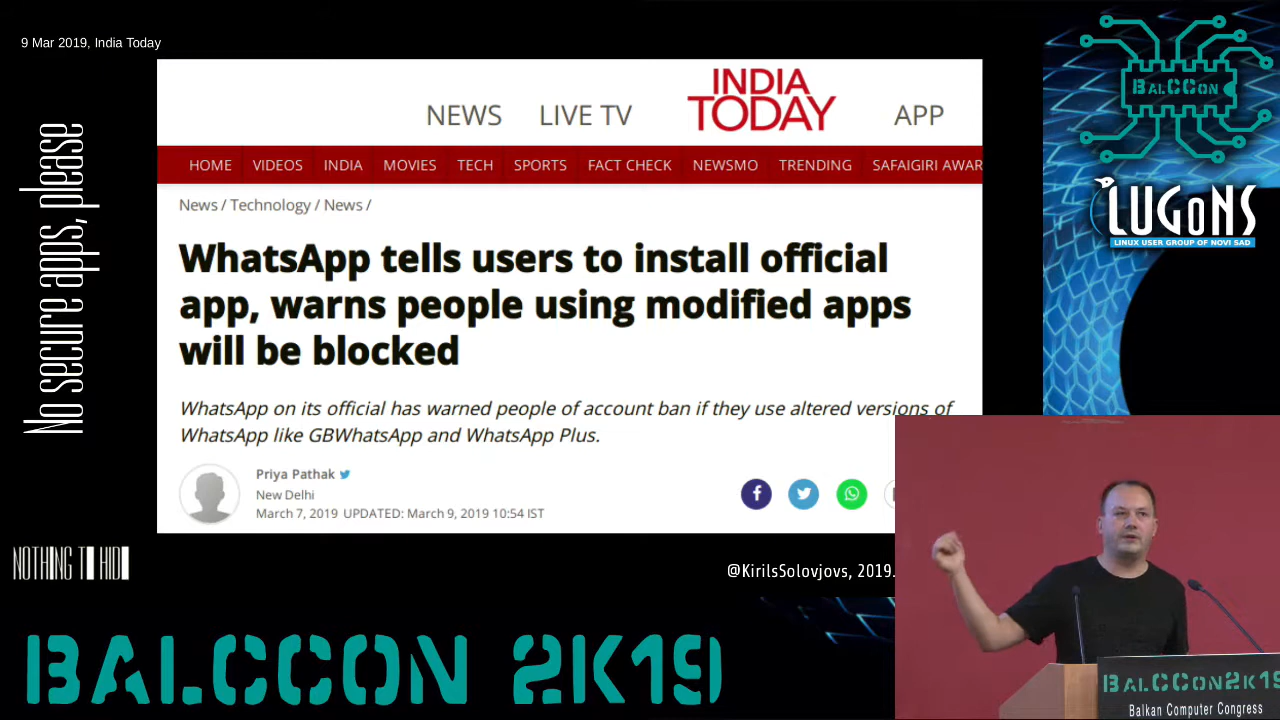 9 Mar 2019, India Today
No secure apps, please
NEWS LIVE TV INDIA TODAY APP
HOME VIDEOS INDIA MOVIES TECH SPORTS FACT CHECK NEWSMO TRENDING SAFAIGIRI AWAR
News / Technology / News /
WhatsApp tells users to install official
app, warns people using modified apps
will be blocked
WhatsApp on its official has warned people of account ban if they use altered versions of
WhatsApp like GBWhatsApp and WhatsApp Plus.
Priya Pathak
New Delhi
March 7, 2019 UPDATED: March 9, 2019 10:54 IST
NOTHING TO HIDE
@KirilsSolovjovs, 2019.
BALCCON 2K19
BALCCON
LUGONS
LINUX USER GROUP OF NOVI SAD
BALCCON2K19
Balkan Computer Congress